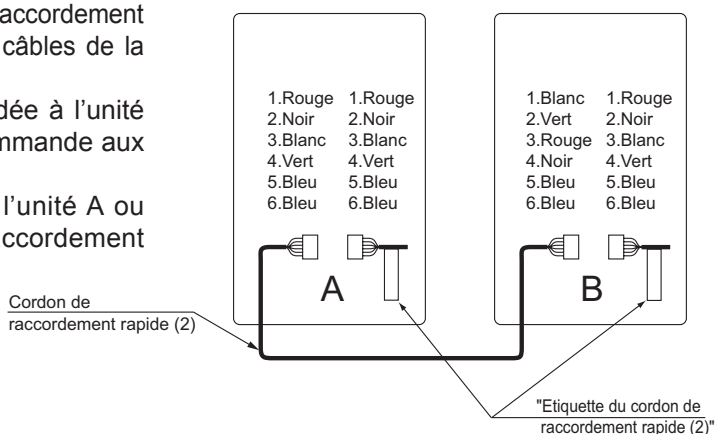 accordement
câbles de la
dée à l'unité
mmande aux
l'unité A ou
accordement
1.Rouge 1.Rouge
2.Noir 2.Noir
3.Blanc 3.Blanc
4.Vert 4.Vert
5.Bleu 5.Bleu
6.Bleu 6.Bleu
A
1.Blanc 1.Rouge
2.Vert 2.Noir
3.Rouge 3.Blanc
4.Noir 4.Vert
5.Bleu 5.Bleu
6.Bleu 6.Bleu
B
Cordon de
raccordement rapide (2)
"Etiquette du cordon de
raccordement rapide (2)"